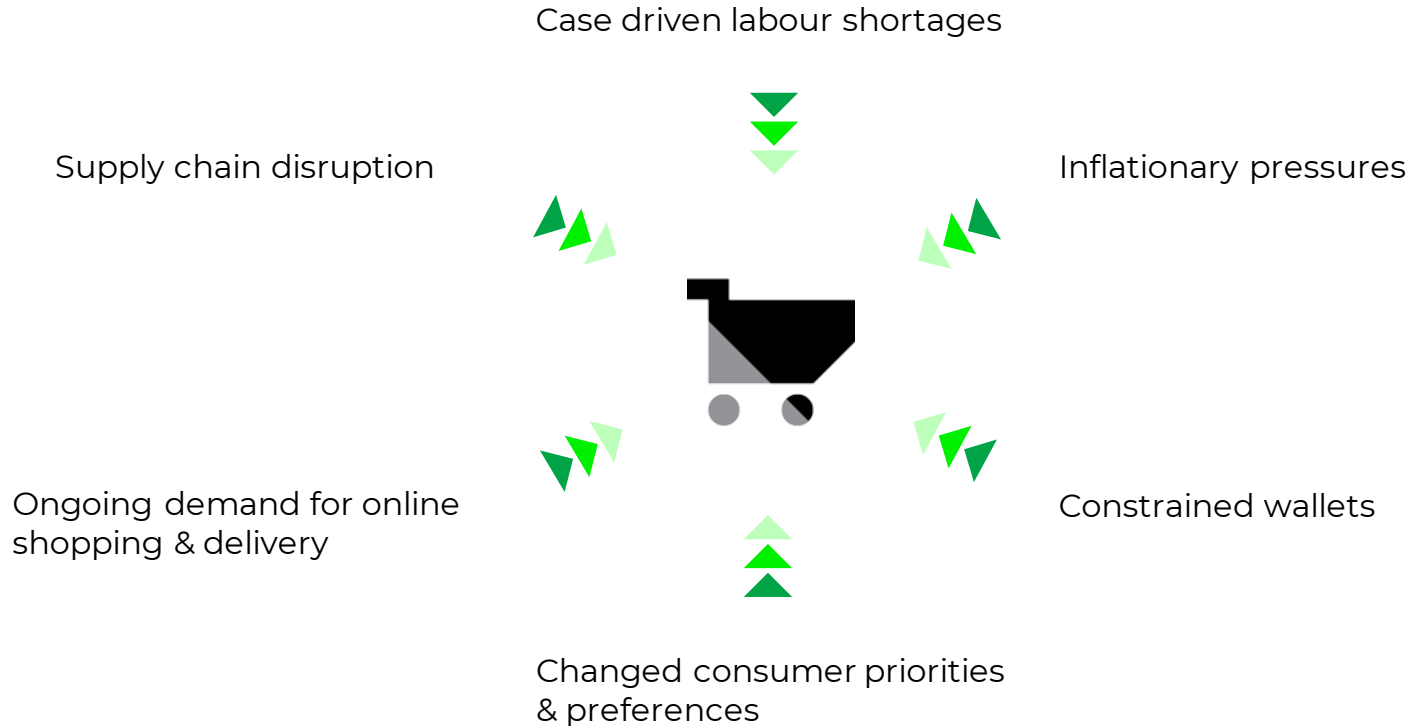 Case driven labour shortages
Supply chain disruption
Inflationary pressures
Ongoing demand for online
shopping & delivery
Constrained wallets
Changed consumer priorities
& preferences